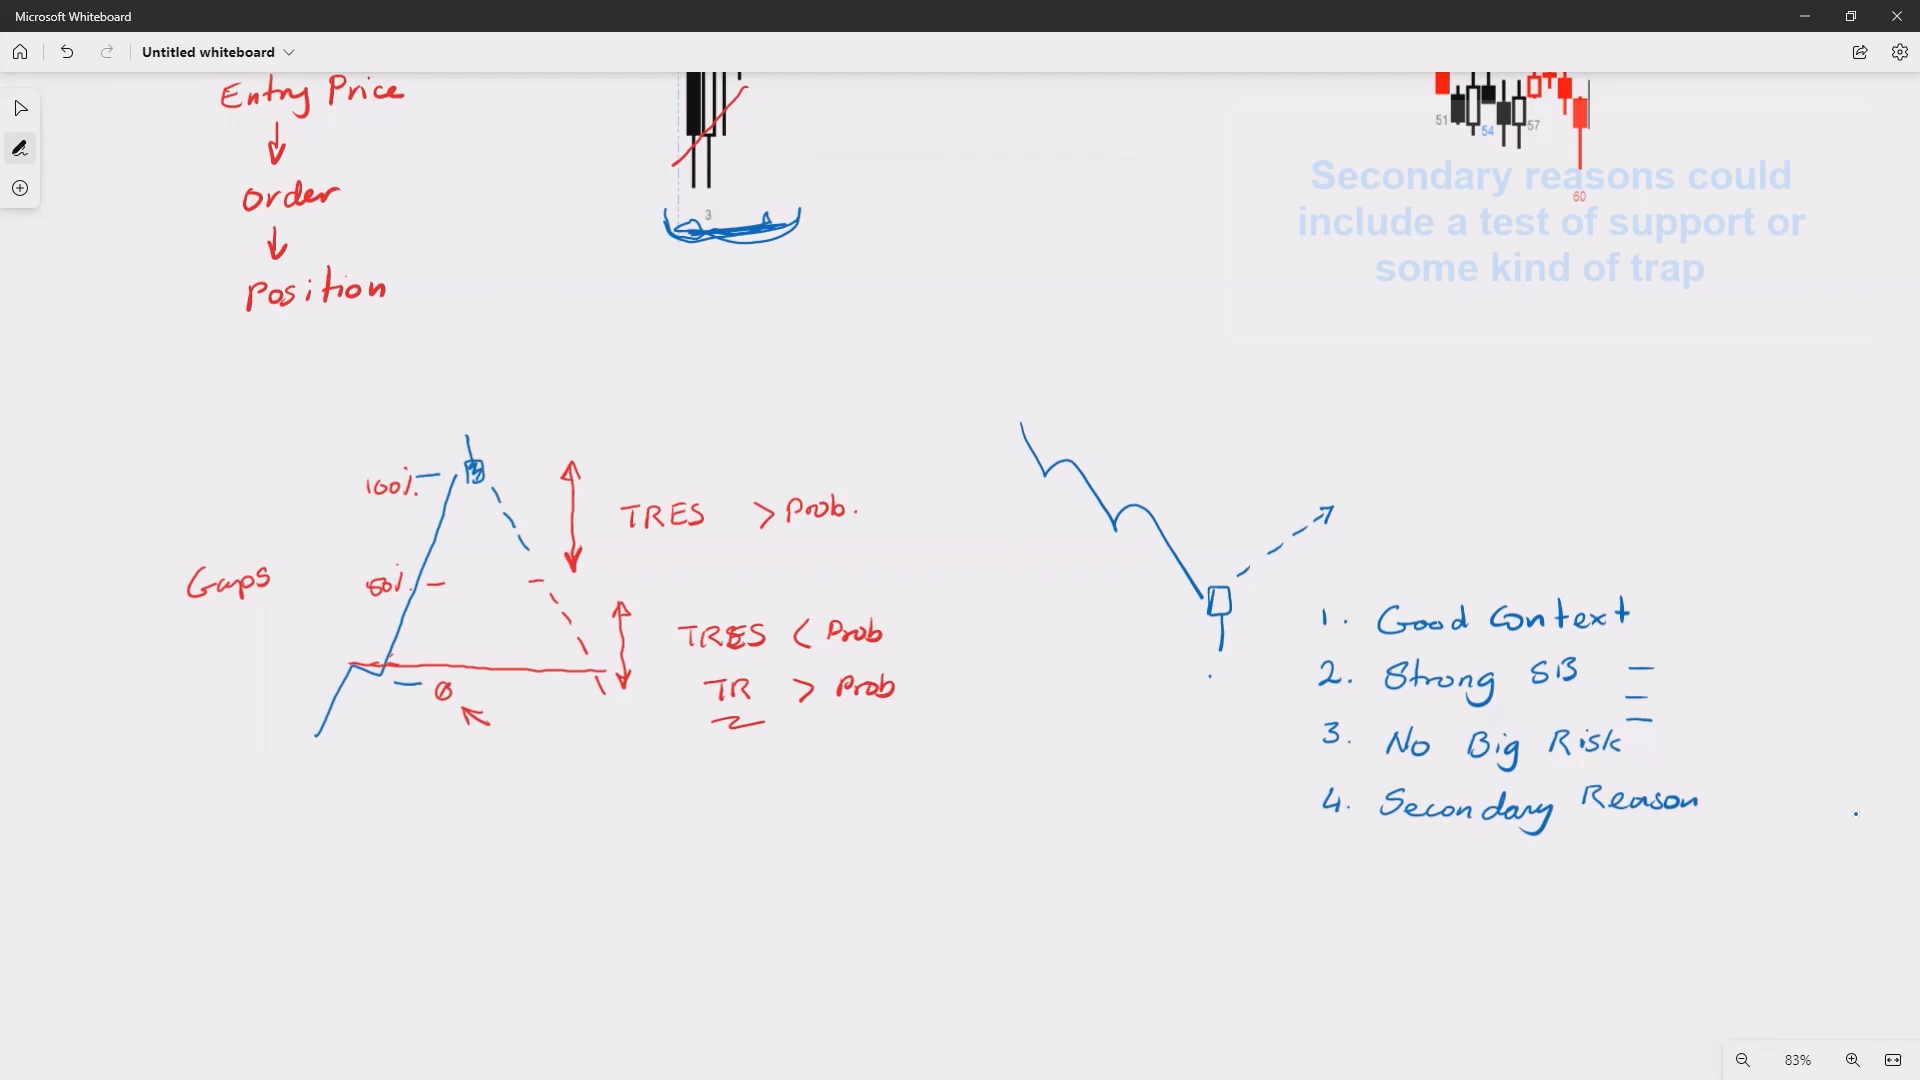 Microsoft Whiteboard
Untitled whiteboard
Entry Price
Order
Position
3
51
54
57
60
Secondary reasons could
include a test of support or
some kind of trap
100%
TRES > Prob.
Gaps
50%
TRES < Prob
TR > Prob
0
1. Good Context
2. Strong SB
3. No Big Risk
4. Secondary Reason
83%